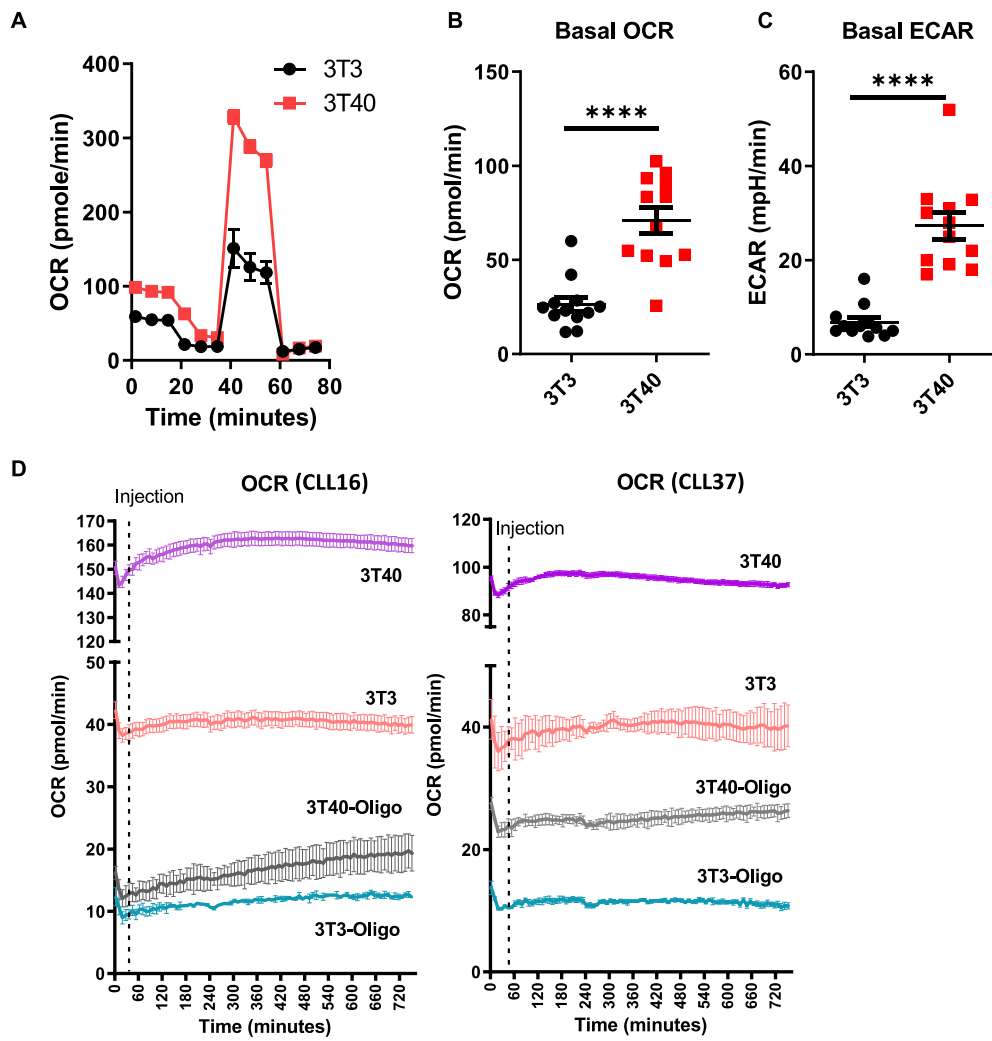 A
3T3
3T40
OCR (pmole/min)
400
300
200
100
0
0 20 40 60 80
Time (minutes)
B
Basal OCR
****
OCR (pmol/min)
150
100
50
0
3T3
3T40
C
Basal ECAR
****
ECAR (mpH/min)
60
40
20
0
3T3
3T40
D
OCR (CLL16)
Injection
OCR (pmol/min)
170
160
150
140
130
120
50
40
30
20
10
0
3T40
3T3
3T40-Oligo
3T3-Oligo
0 60 120 180 240 300 360 420 480 540 600 660 720
Time (minutes)
OCR (CLL37)
Injection
OCR (pmol/min)
120
100
80
40
20
0
3T40
3T3
3T40-Oligo
3T3-Oligo
0 60 120 180 240 300 360 420 480 540 600 660 720
Time (minutes)